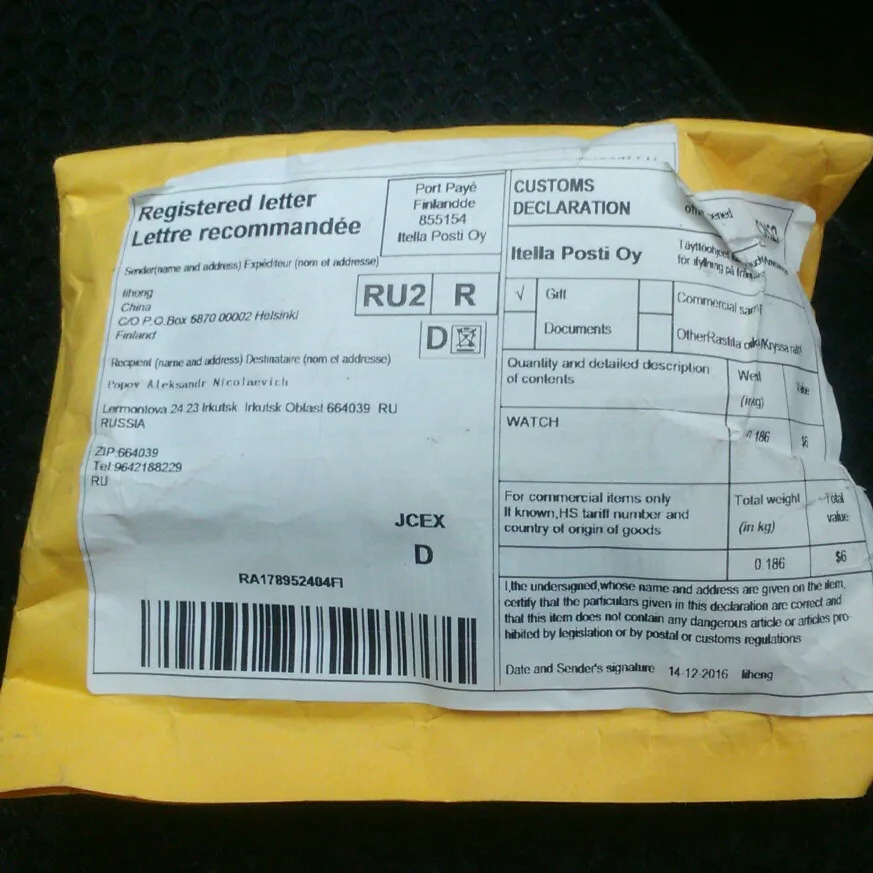 Registered letter
Lettre recommandée
Port Payé
Finlandde
855154
Itella Posti Oy
Sender(name and address) Expéditeur (nom et addresse)
liheng
China
C/O P.O.Box 6870 00002 Helsinki
Finland
RU2 R
D
Recipient (name and address) Destinataire (nom et addresse)
Popov Aleksandr Nicolaevich
Lermontova 24 23 Irkutsk Irkutsk Oblast 664039 RU
RUSSIA
ZIP:664039
Tel:9642188229
RU
JCEX
D
RA178952404FI
CUSTOMS
DECLARATION
Itella Posti Oy
Täyttöohjeet
för ifyllning på
√ Gift
Commercial
Documents
Quantity and detailed description
of contents
(inkg)
WATCH
0.186 $6
For commercial items only
If known,HS tariff number and
country of origin of goods
Total weight
(in kg)
Total
value
0.186
$6
I,the undersigned,whose name and address are given on the item,
certify that the particulars given in this declaration are correct and
that this item does not contain any dangerous article or articles pro-
hibited by legislation or by postal or customs regulations
Date and Sender's signature 14-12-2016 liheng